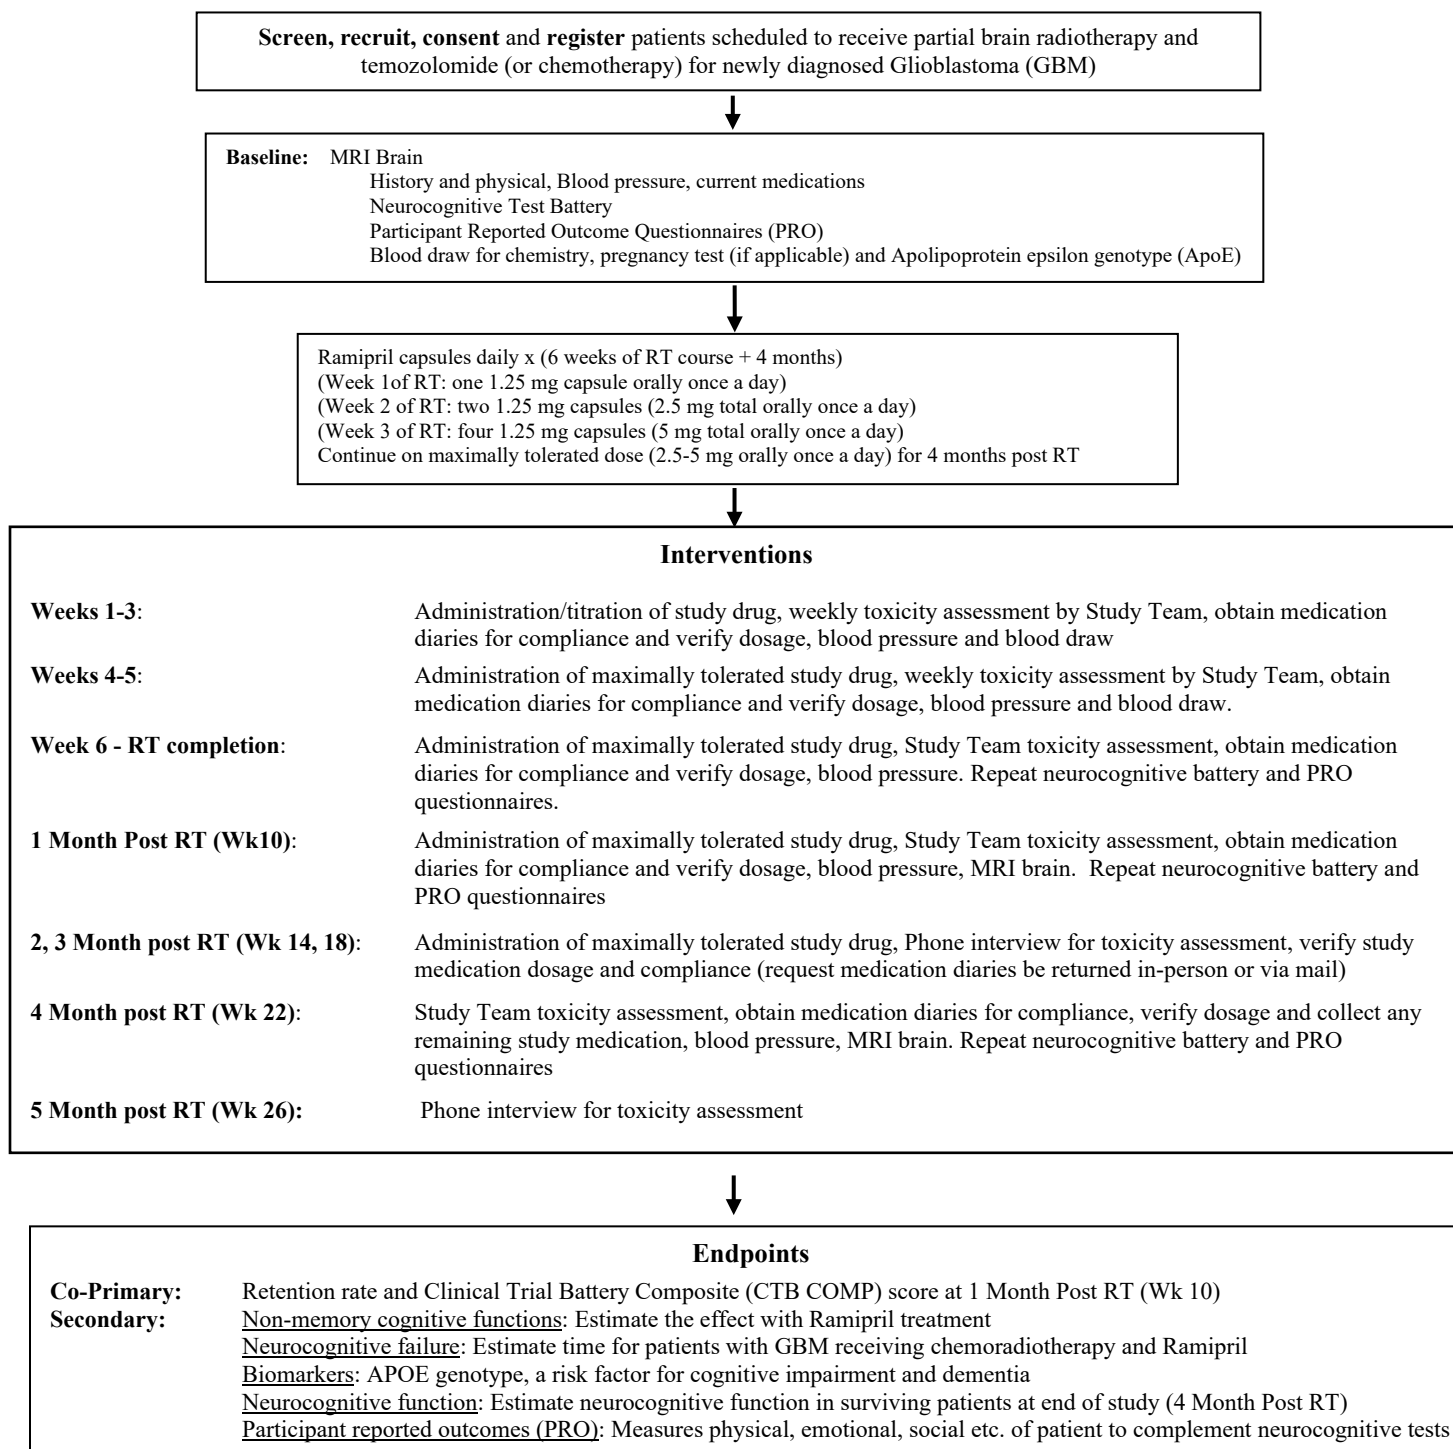 Screen, recruit, consent and register patients scheduled to receive partial brain radiotherapy and
temozolomide (or chemotherapy) for newly diagnosed Glioblastoma (GBM)
Baseline: MRI Brain
History and physical, Blood pressure, current medications
Neurocognitive Test Battery
Participant Reported Outcome Questionnaires (PRO)
Blood draw for chemistry, pregnancy test (if applicable) and Apolipoprotein epsilon genotype (ApoE)
Ramipril capsules daily x (6 weeks of RT course + 4 months)
(Week 1of RT: one 1.25 mg capsule orally once a day)
(Week 2 of RT: two 1.25 mg capsules (2.5 mg total orally once a day)
(Week 3 of RT: four 1.25 mg capsules (5 mg total orally once a day)
Continue on maximally tolerated dose (2.5-5 mg orally once a day) for 4 months post RT
Interventions
Weeks 1-3: Administration/titration of study drug, weekly toxicity assessment by Study Team, obtain medication
diaries for compliance and verify dosage, blood pressure and blood draw
Weeks 4-5: Administration of maximally tolerated study drug, weekly toxicity assessment by Study Team, obtain
medication diaries for compliance and verify dosage, blood pressure and blood draw.
Week 6 - RT completion: Administration of maximally tolerated study drug, Study Team toxicity assessment, obtain medication
diaries for compliance and verify dosage, blood pressure. Repeat neurocognitive battery and PRO
questionnaires.
1 Month Post RT (Wk10): Administration of maximally tolerated study drug, Study Team toxicity assessment, obtain medication
diaries for compliance and verify dosage, blood pressure, MRI brain. Repeat neurocognitive battery and
PRO questionnaires
2, 3 Month post RT (Wk 14, 18): Administration of maximally tolerated study drug, Phone interview for toxicity assessment, verify study
medication dosage and compliance (request medication diaries be returned in-person or via mail)
4 Month post RT (Wk 22): Study Team toxicity assessment, obtain medication diaries for compliance, verify dosage and collect any
remaining study medication, blood pressure, MRI brain. Repeat neurocognitive battery and PRO
questionnaires
5 Month post RT (Wk 26): Phone interview for toxicity assessment
Endpoints
Co-Primary: Retention rate and Clinical Trial Battery Composite (CTB COMP) score at 1 Month Post RT (Wk 10)
Secondary: Non-memory cognitive functions: Estimate the effect with Ramipril treatment
Neurocognitive failure: Estimate time for patients with GBM receiving chemoradiotherapy and Ramipril
Biomarkers: APOE genotype, a risk factor for cognitive impairment and dementia
Neurocognitive function: Estimate neurocognitive function in surviving patients at end of study (4 Month Post RT)
Participant reported outcomes (PRO): Measures physical, emotional, social etc. of patient to complement neurocognitive tests